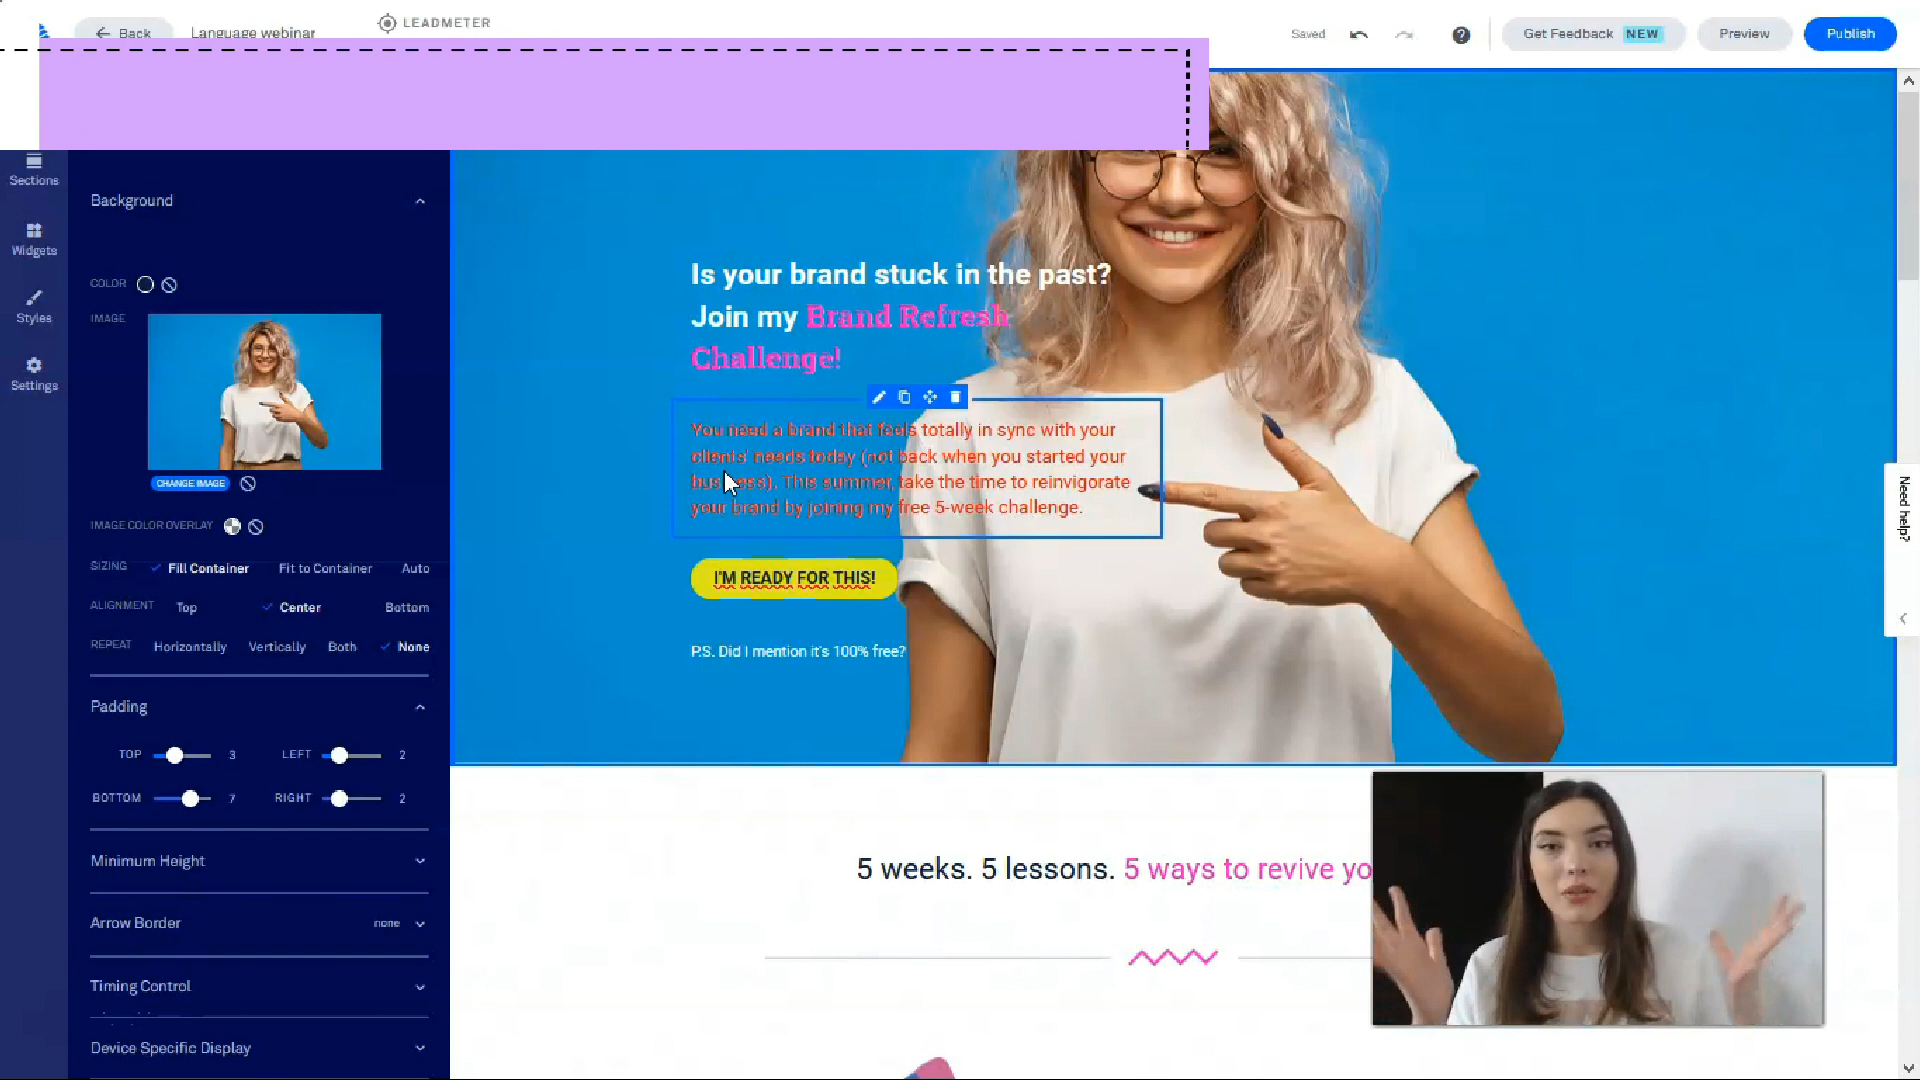 Back
Language webinar
LEADMETER
Saved
Get Feedback NEW
Preview
Publish
Sections
Widgets
Styles
Settings
Background
COLOR
IMAGE
CHANGE IMAGE
IMAGE COLOR OVERLAY
SIZING Fill Container Fit to Container Auto
ALIGNMENT Top Center Bottom
REPEAT Horizontally Vertically Both None
Padding
TOP 3 LEFT 2
BOTTOM 7 RIGHT 2
Minimum Height
Arrow Border none
Timing Control
Device Specific Display
Is your brand stuck in the past?
Join my Brand Refresh
Challenge!
You need a brand that feels totally in sync with your
clients' needs today (not back when you started your
business). This summer, take the time to reinvigorate
your brand by joining my free 5-week challenge.
I'M READY FOR THIS!
P.S. Did I mention it's 100% free?
5 weeks. 5 lessons. 5 ways to revive yo
Need help?